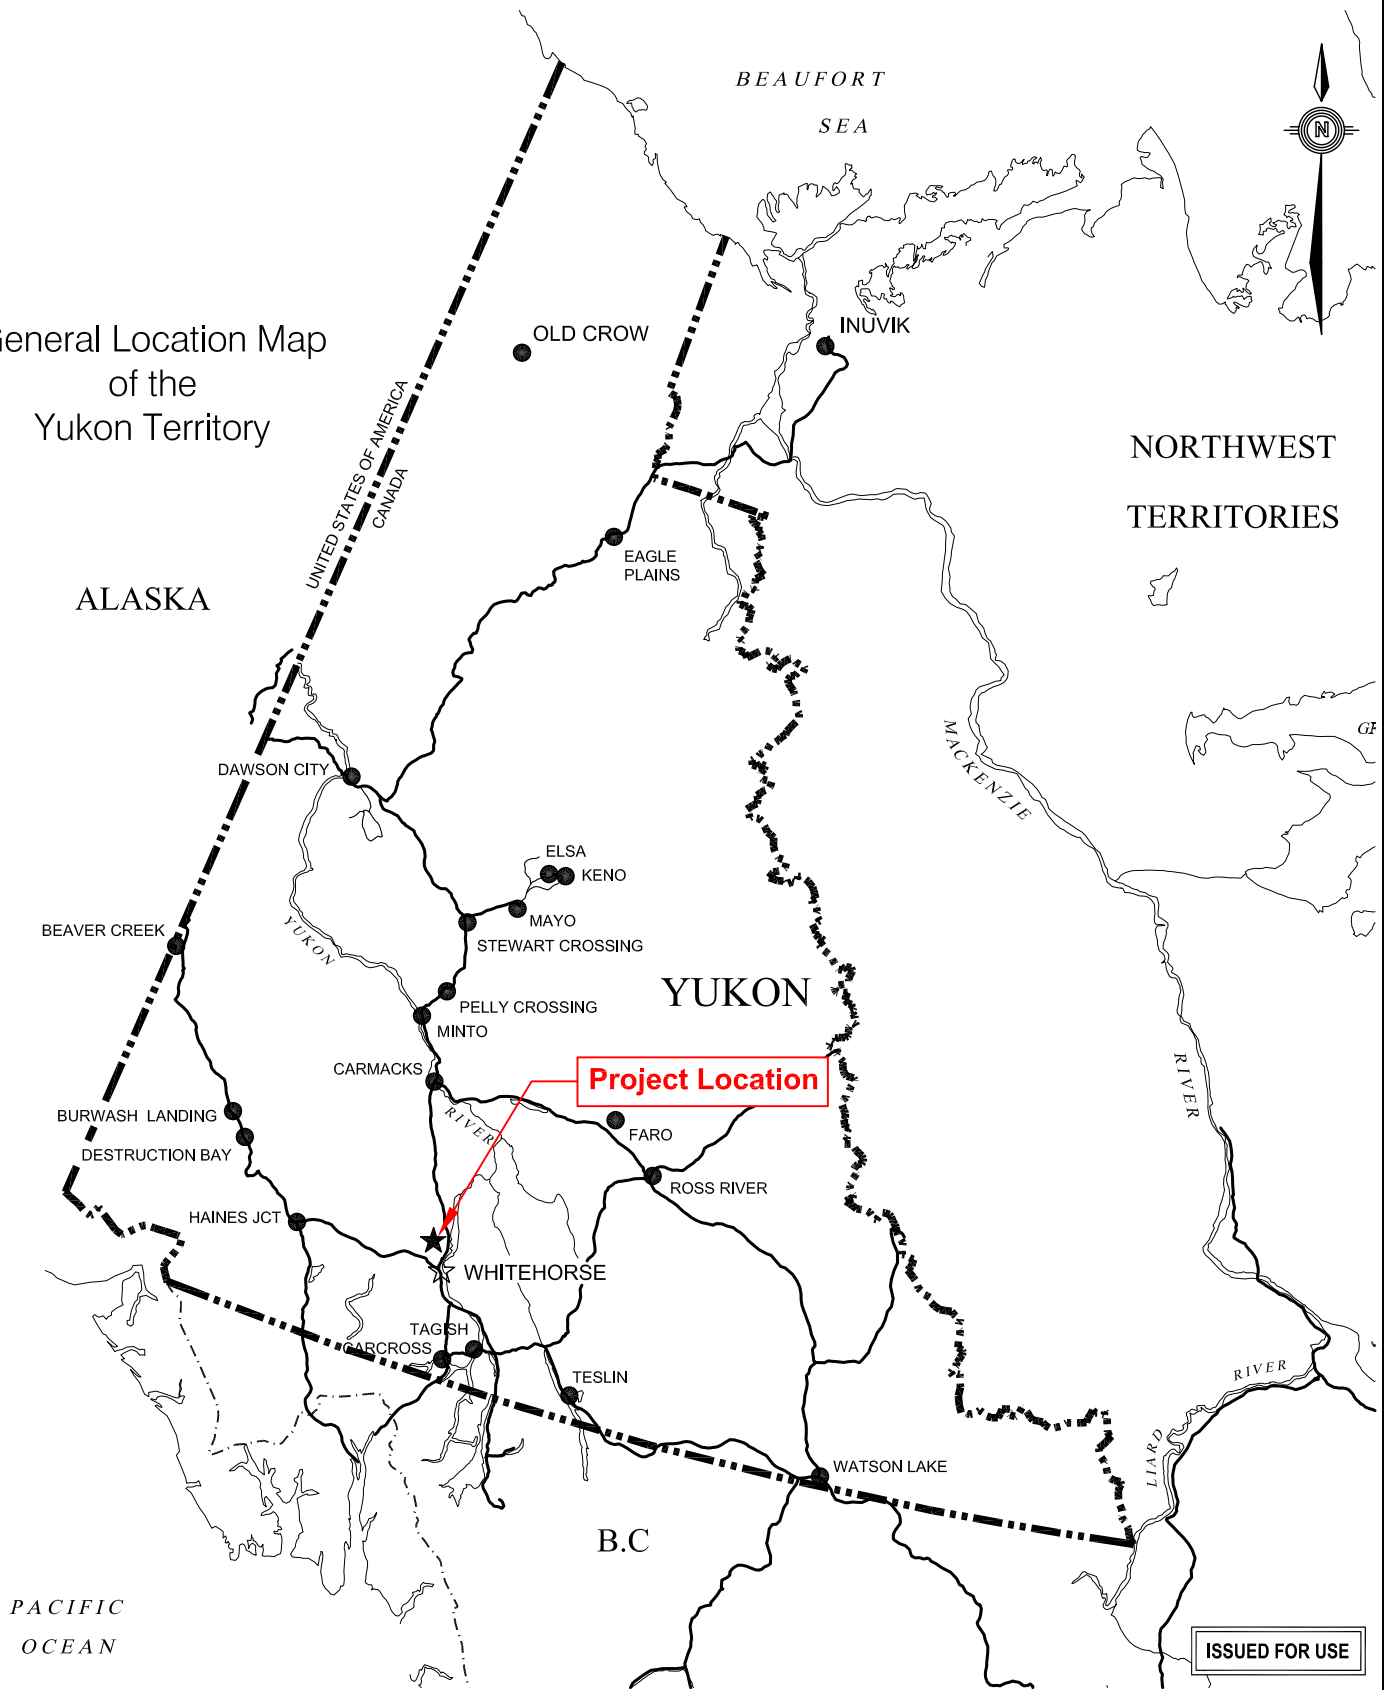 BEAUFORT
SEA
N
General Location Map
of the
Yukon Territory
OLD CROW
INUVIK
UNITED STATES OF AMERICA
CANADA
NORTHWEST
TERRITORIES
EAGLE
PLAINS
ALASKA
MACKENZIE
DAWSON CITY
ELSA
KENO
MAYO
BEAVER CREEK
YUKON
STEWART CROSSING
YUKON
PELLY CROSSING
MINTO
CARMACKS
Project Location
RIVER
BURWASH LANDING
RIVER
FARO
DESTRUCTION BAY
ROSS RIVER
HAINES JCT
WHITEHORSE
TAGISH
CARCROSS
TESLIN
RIVER
LIARD
WATSON LAKE
B.C
PACIFIC
OCEAN
ISSUED FOR USE